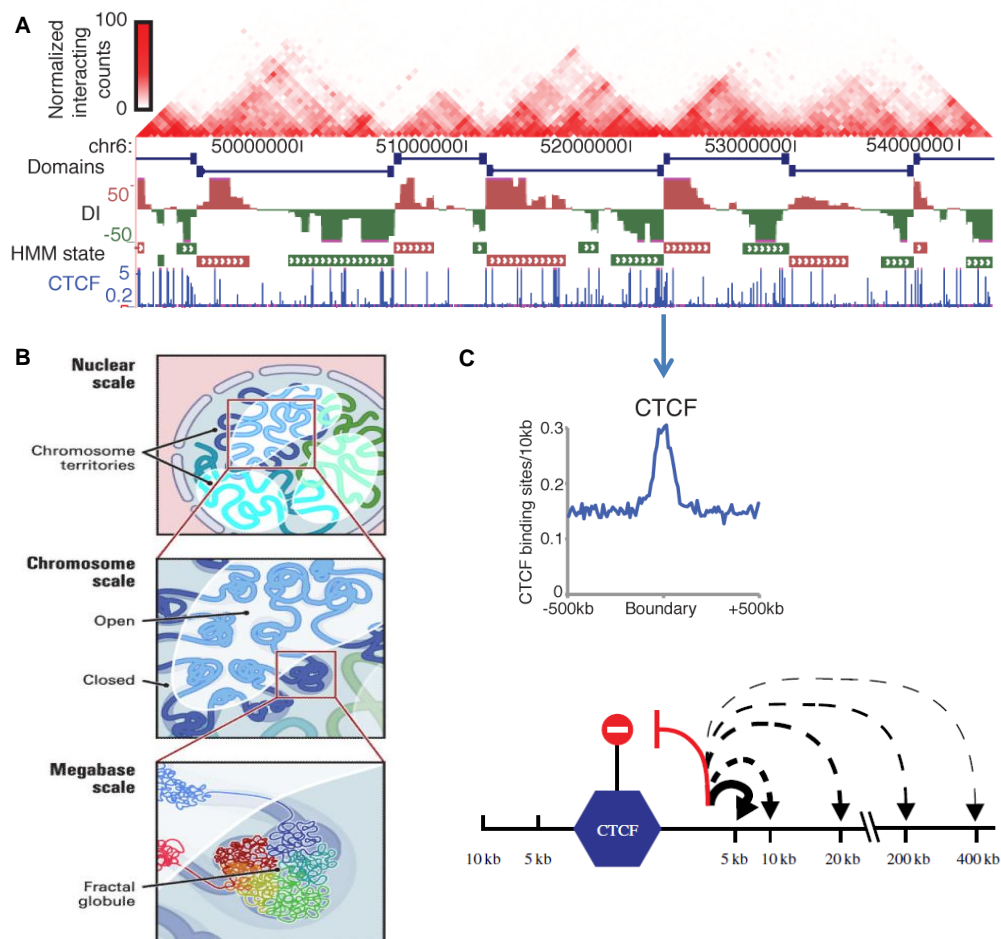 A
Normalized
interacting
counts
100
0
chr6: 50000000 51000000 52000000 53000000 54000000
Domains
50
DI
-50
HMM state
CTCF
5
0.2
B
Nuclear
scale
Chromosome
territories
Chromosome
scale
Open
Closed
Megabase
scale
Fractal
globule
C
CTCF
CTCF binding sites/10kb
0.3
0.2
0.1
0
-500kb Boundary +500kb
CTCF
10 kb 5 kb 5 kb 10 kb 20 kb 200 kb 400 kb